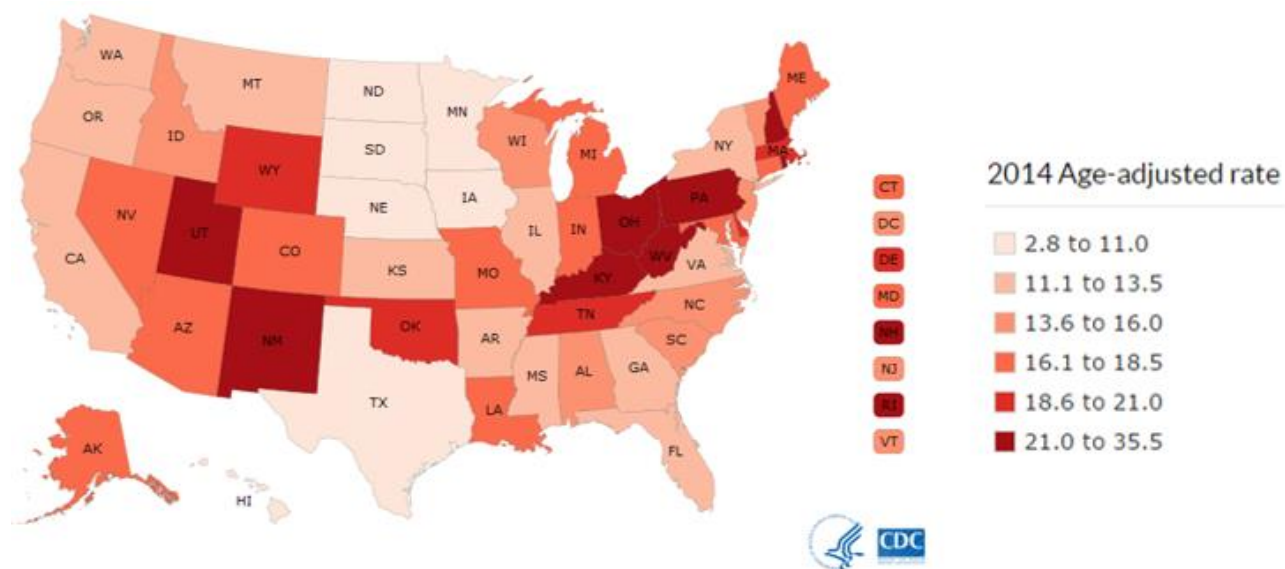 WA
MT
ND
MN
ME
OR
ID
SD
WI
MI
NY
MA
WY
IA
PA
NE
NV
UT
CO
IL
IN
OH
CA
KS
MO
WV
VA
KY
AZ
NM
OK
TN
NC
AR
SC
MS
AL
GA
TX
LA
FL
AK
HI
CT
DC
DE
MD
NH
NJ
RI
VT
2014 Age-adjusted rate
2.8 to 11.0
11.1 to 13.5
13.6 to 16.0
16.1 to 18.5
18.6 to 21.0
21.0 to 35.5
CDC